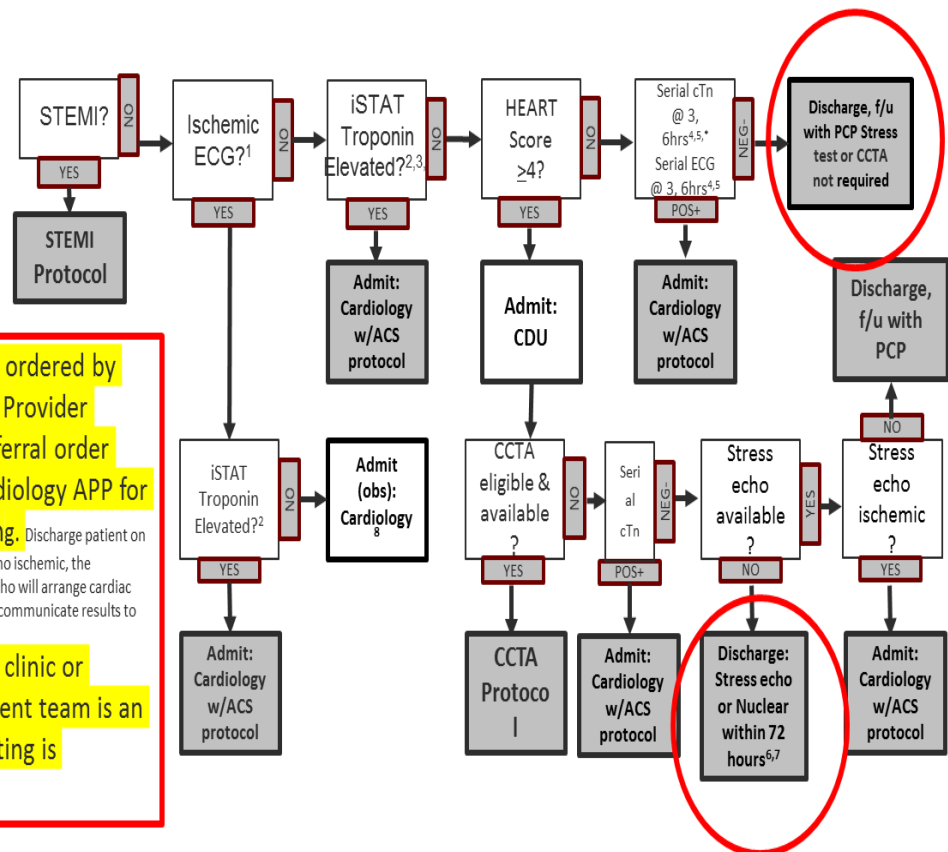 STEMI?
NO
YES
STEMI
Protocol
Ischemic
ECG?1
NO
YES
iSTAT
Troponin
Elevated?2,3,
NO
YES
Admit:
Cardiology
w/ACS
protocol
HEART
Score
≥4?
NO
YES
Admit:
CDU
Serial cTn
@ 3,
6hrs4,5,*
Serial ECG
@ 3, 6hrs4,5
NEG-
POS+
Admit:
Cardiology
w/ACS
protocol
Discharge, f/u
with PCP Stress
test or CCTA
not required
Discharge,
f/u with
PCP
ordered by
Provider
ferral order
diology APP for
ng. Discharge patient on
ho ischemic, the
ho will arrange cardiac
communicate results to
clinic or
ent team is an
ting is
iSTAT
Troponin
Elevated?2
NO
YES
Admit
(obs):
Cardiology
8
Admit:
Cardiology
w/ACS
protocol
CCTA
eligible &
available
?
NO
YES
CCTA
Protoco
l
Seri
al
cTn
NEG-
POS+
Admit:
Cardiology
w/ACS
protocol
Stress
echo
available
?
YES
NO
Discharge:
Stress echo
or Nuclear
within 72
hours6,7
Stress
echo
ischemic
?
NO
YES
Admit:
Cardiology
w/ACS
protocol